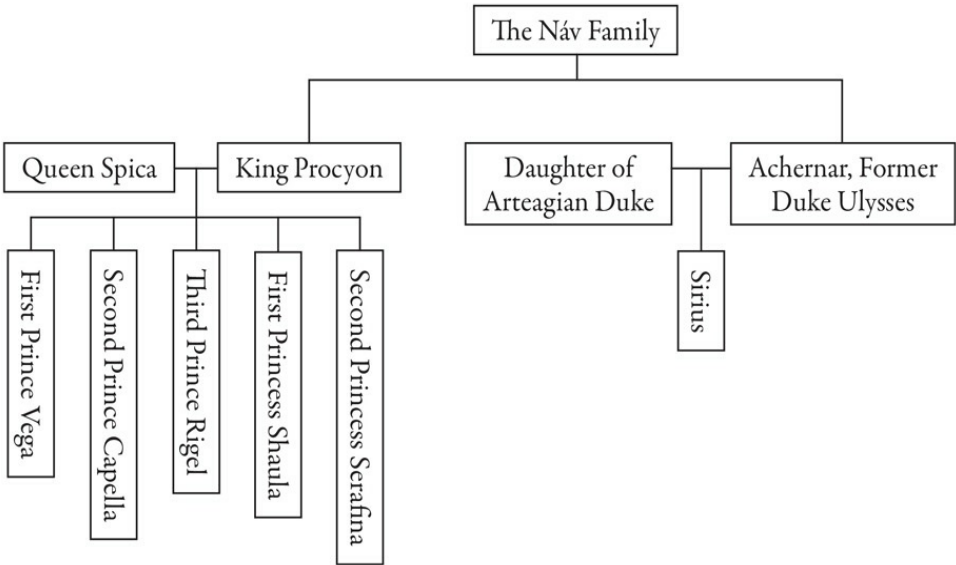 The Náv Family
Queen Spica
King Procyon
Daughter of
Arteagian Duke
Achernar, Former
Duke Ulysses
First Prince Vega
Second Prince Capella
Third Prince Rigel
First Princess Shaula
Second Princess Serafina
Sirius